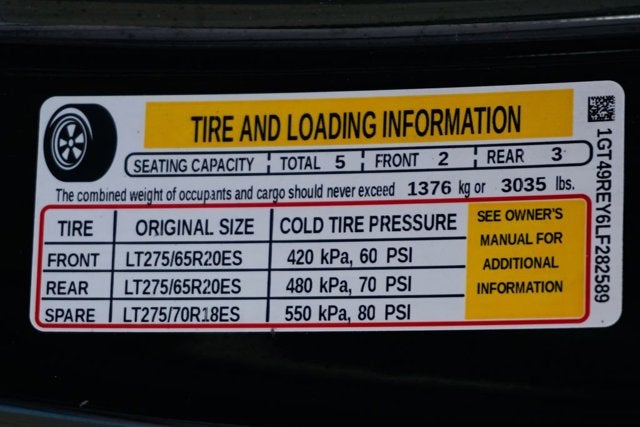 TIRE AND LOADING INFORMATION
SEATING CAPACITY TOTAL 5 FRONT 2 REAR 3
The combined weight of occupants and cargo should never exceed 1376 kg or 3035 lbs.
TIRE ORIGINAL SIZE COLD TIRE PRESSURE
FRONT LT275/65R20ES 420 kPa, 60 PSI
REAR LT275/65R20ES 480 kPa, 70 PSI
SPARE LT275/70R18ES 550 kPa, 80 PSI
SEE OWNER'S
MANUAL FOR
ADDITIONAL
INFORMATION
1GT49REY6LF282589